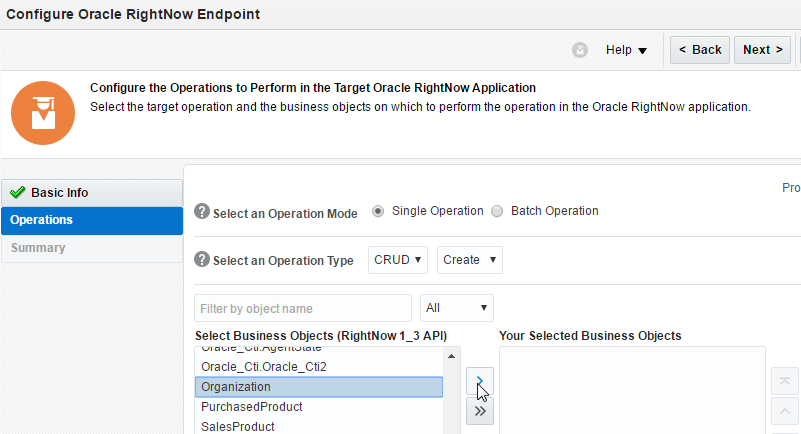 Configure Oracle RightNow Endpoint
Help
< Back
Next >
Configure the Operations to Perform in the Target Oracle RightNow Application
Select the target operation and the business objects on which to perform the operation in the Oracle RightNow application.
Basic Info
Operations
Summary
Pro
? Select an Operation Mode Single Operation Batch Operation
? Select an Operation Type CRUD Create
Filter by object name All
Select Business Objects (RightNow 1_3 API)
Your Selected Business Objects
Oracle_Cti.AgentState
Oracle_Cti.Oracle_Cti2
Organization
PurchasedProduct
SalesProduct